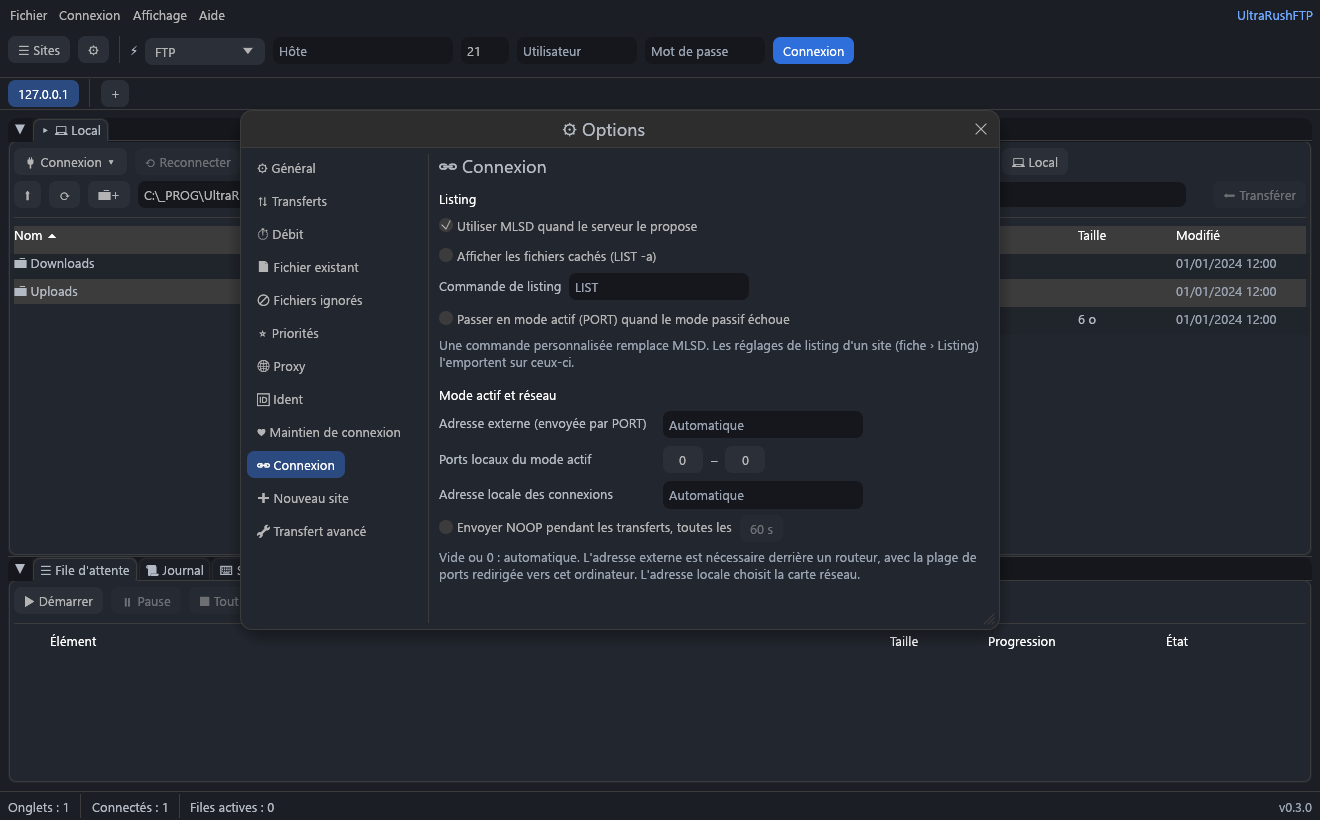 Fichier Connexion Affichage Aide UltraRushFTP
Sites FTP Hôte 21 Utilisateur Mot de passe Connexion
127.0.0.1 +
Local
Connexion Reconnecter Local
C:\_PROG\UltraR Transférer
Nom Taille Modifié
Downloads 01/01/2024 12:00
Uploads 01/01/2024 12:00
6 o 01/01/2024 12:00
Options
Général
Transferts
Débit
Fichier existant
Fichiers ignorés
Priorités
Proxy
Ident
Maintien de connexion
Connexion
Nouveau site
Transfert avancé
Connexion
Listing
Utiliser MLSD quand le serveur le propose
Afficher les fichiers cachés (LIST -a)
Commande de listing LIST
Passer en mode actif (PORT) quand le mode passif échoue
Une commande personnalisée remplace MLSD. Les réglages de listing d'un site (fiche › Listing)
l'emportent sur ceux-ci.
Mode actif et réseau
Adresse externe (envoyée par PORT) Automatique
Ports locaux du mode actif 0 – 0
Adresse locale des connexions Automatique
Envoyer NOOP pendant les transferts, toutes les 60 s
Vide ou 0 : automatique. L'adresse externe est nécessaire derrière un routeur, avec la plage de
ports redirigée vers cet ordinateur. L'adresse locale choisit la carte réseau.
File d'attente Journal S
Démarrer Pause Tout
Élément Taille Progression État
Onglets : 1 Connectés : 1 Files actives : 0 v0.3.0